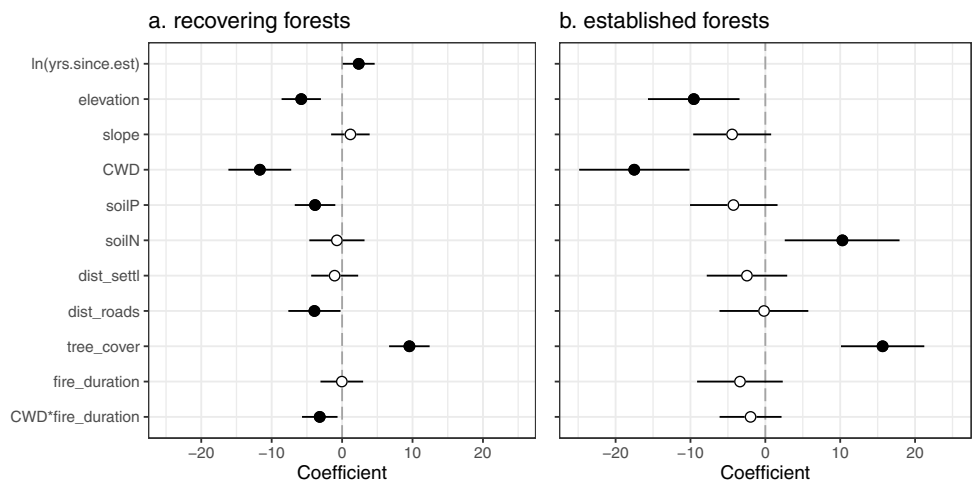 a. recovering forests
b. established forests
ln(yrs.since.est)
elevation
slope
CWD
soilP
soilN
dist_settl
dist_roads
tree_cover
fire_duration
CWD*fire_duration
−20 −10 0 10 20
−20 −10 0 10 20
Coefficient
Coefficient